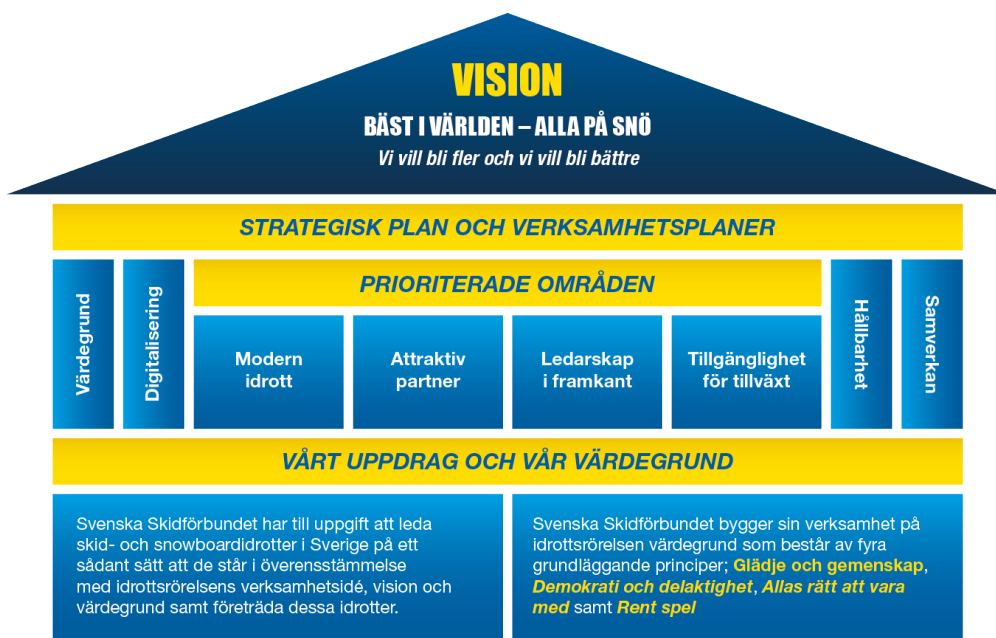 VISION
BÄST I VÄRLDEN – ALLA PÅ SNÖ
Vi vill bli fler och vi vill bli bättre
STRATEGISK PLAN OCH VERKSAMHETSPLANER
Värdegrund
Digitalisering
PRIORITERADE OMRÅDEN
Modern
idrott
Attraktiv
partner
Ledarskap
i framkant
Tillgänglighet
för tillväxt
Hållbarhet
Samverkan
VÅRT UPPDRAG OCH VÅR VÄRDEGRUND
Svenska Skidförbundet har till uppgift att leda
skid- och snowboardidrotter i Sverige på ett
sådant sätt att de står i överensstämmelse
med idrottsrörelsens verksamhetsidé, vision och
värdegrund samt företräda dessa idrotter.
Svenska Skidförbundet bygger sin verksamhet på
idrottsrörelsen värdegrund som består av fyra
grundläggande principer; Glädje och gemenskap,
Demokrati och delaktighet, Allas rätt att vara
med samt Rent spel